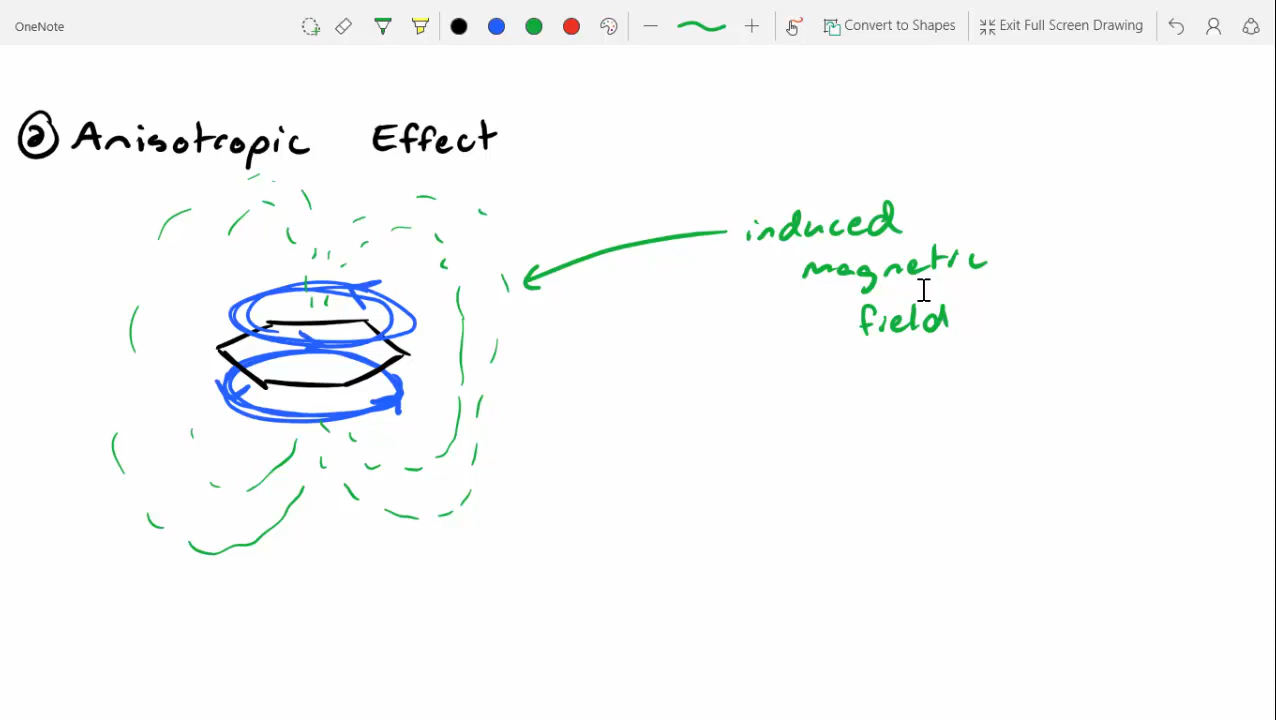 OneNote
Convert to Shapes
Exit Full Screen Drawing
② Anisotropic Effect
induced
magnetic
field